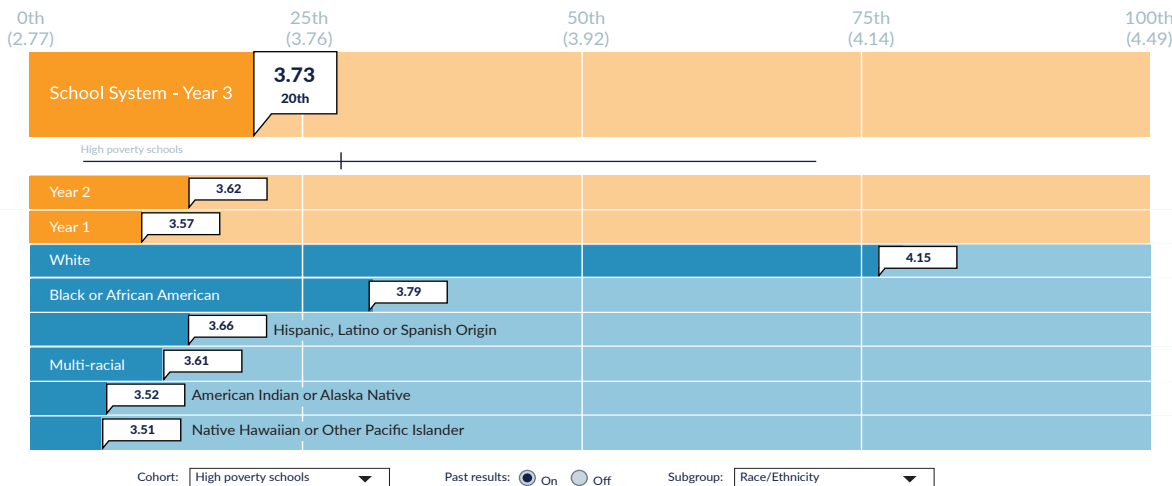 0th 25th 50th 75th 100th
(2.77) (3.76) (3.92) (4.14) (4.49)
School System - Year 3 3.73
20th
High poverty schools
Year 2 3.62
Year 1 3.57
White 4.15
Black or African American 3.79
3.66 Hispanic, Latino or Spanish Origin
Multi-racial 3.61
3.52 American Indian or Alaska Native
3.51 Native Hawaiian or Other Pacific Islander
Cohort: High poverty schools Past results: On Off Subgroup: Race/Ethnicity